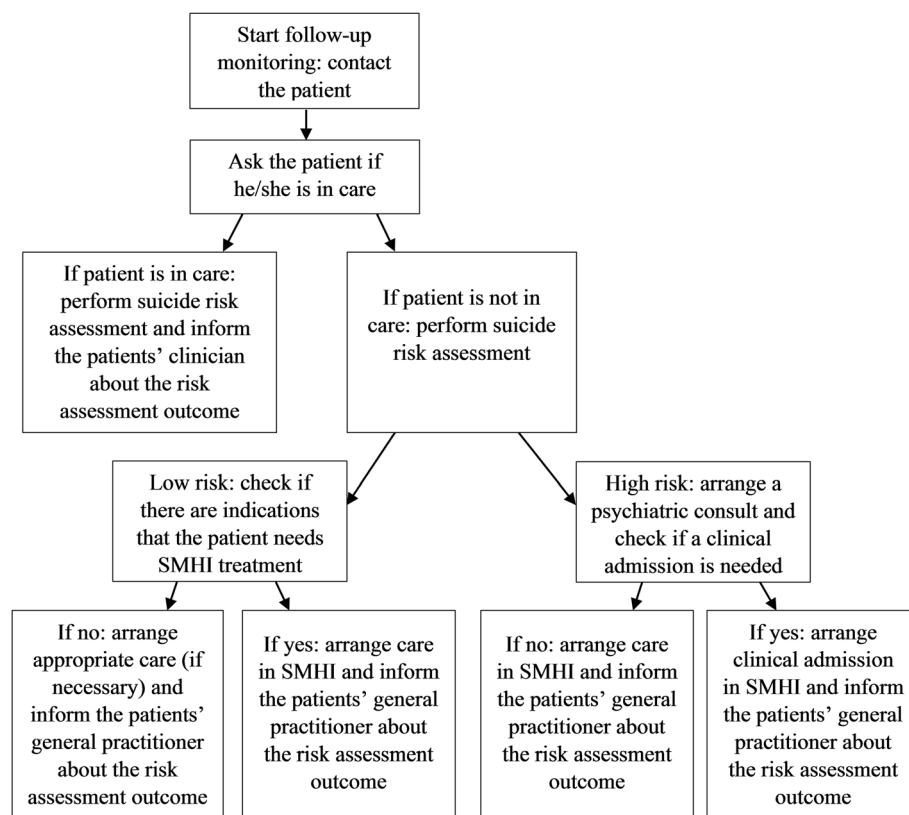 Start follow-up
monitoring: contact
the patient
Ask the patient if
he/she is in care
If patient is in care:
perform suicide risk
assessment and inform
the patients’ clinician
about the risk
assessment outcome
If patient is not in
care: perform suicide
risk assessment
Low risk: check if
there are indications
that the patient needs
SMHI treatment
High risk: arrange a
psychiatric consult and
check if a clinical
admission is needed
If no: arrange
appropriate care (if
necessary) and
inform the patients’
general practitioner
about the risk
assessment outcome
If yes: arrange care
in SMHI and inform
the patients’ general
practitioner about
the risk assessment
outcome
If no: arrange care
in SMHI and inform
the patients’ general
practitioner about
the risk assessment
outcome
If yes: arrange
clinical admission
in SMHI and inform
the patients’ general
practitioner about
the risk assessment
outcome